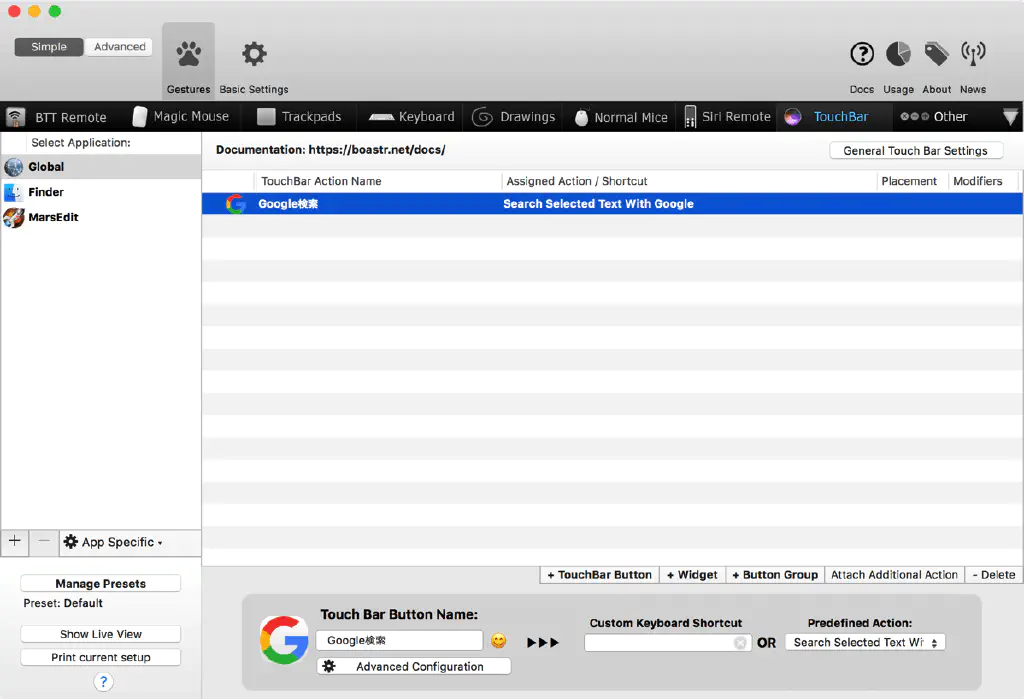 Simple Advanced
Gestures Basic Settings Docs Usage About News
BTT Remote Magic Mouse Trackpads Keyboard Drawings Normal Mice Siri Remote TouchBar Other
Select Application:
Documentation: https://boastr.net/docs/ General Touch Bar Settings
Global
Finder
MarsEdit
TouchBar Action Name Assigned Action / Shortcut Placement Modifiers
Google検索 Search Selected Text With Google
+ − App Specific
+ TouchBar Button + Widget + Button Group Attach Additional Action - Delete
Manage Presets
Preset: Default
Show Live View
Print current setup
?
Touch Bar Button Name:
Google検索
Advanced Configuration
Custom Keyboard Shortcut
OR
Predefined Action:
Search Selected Text Wit